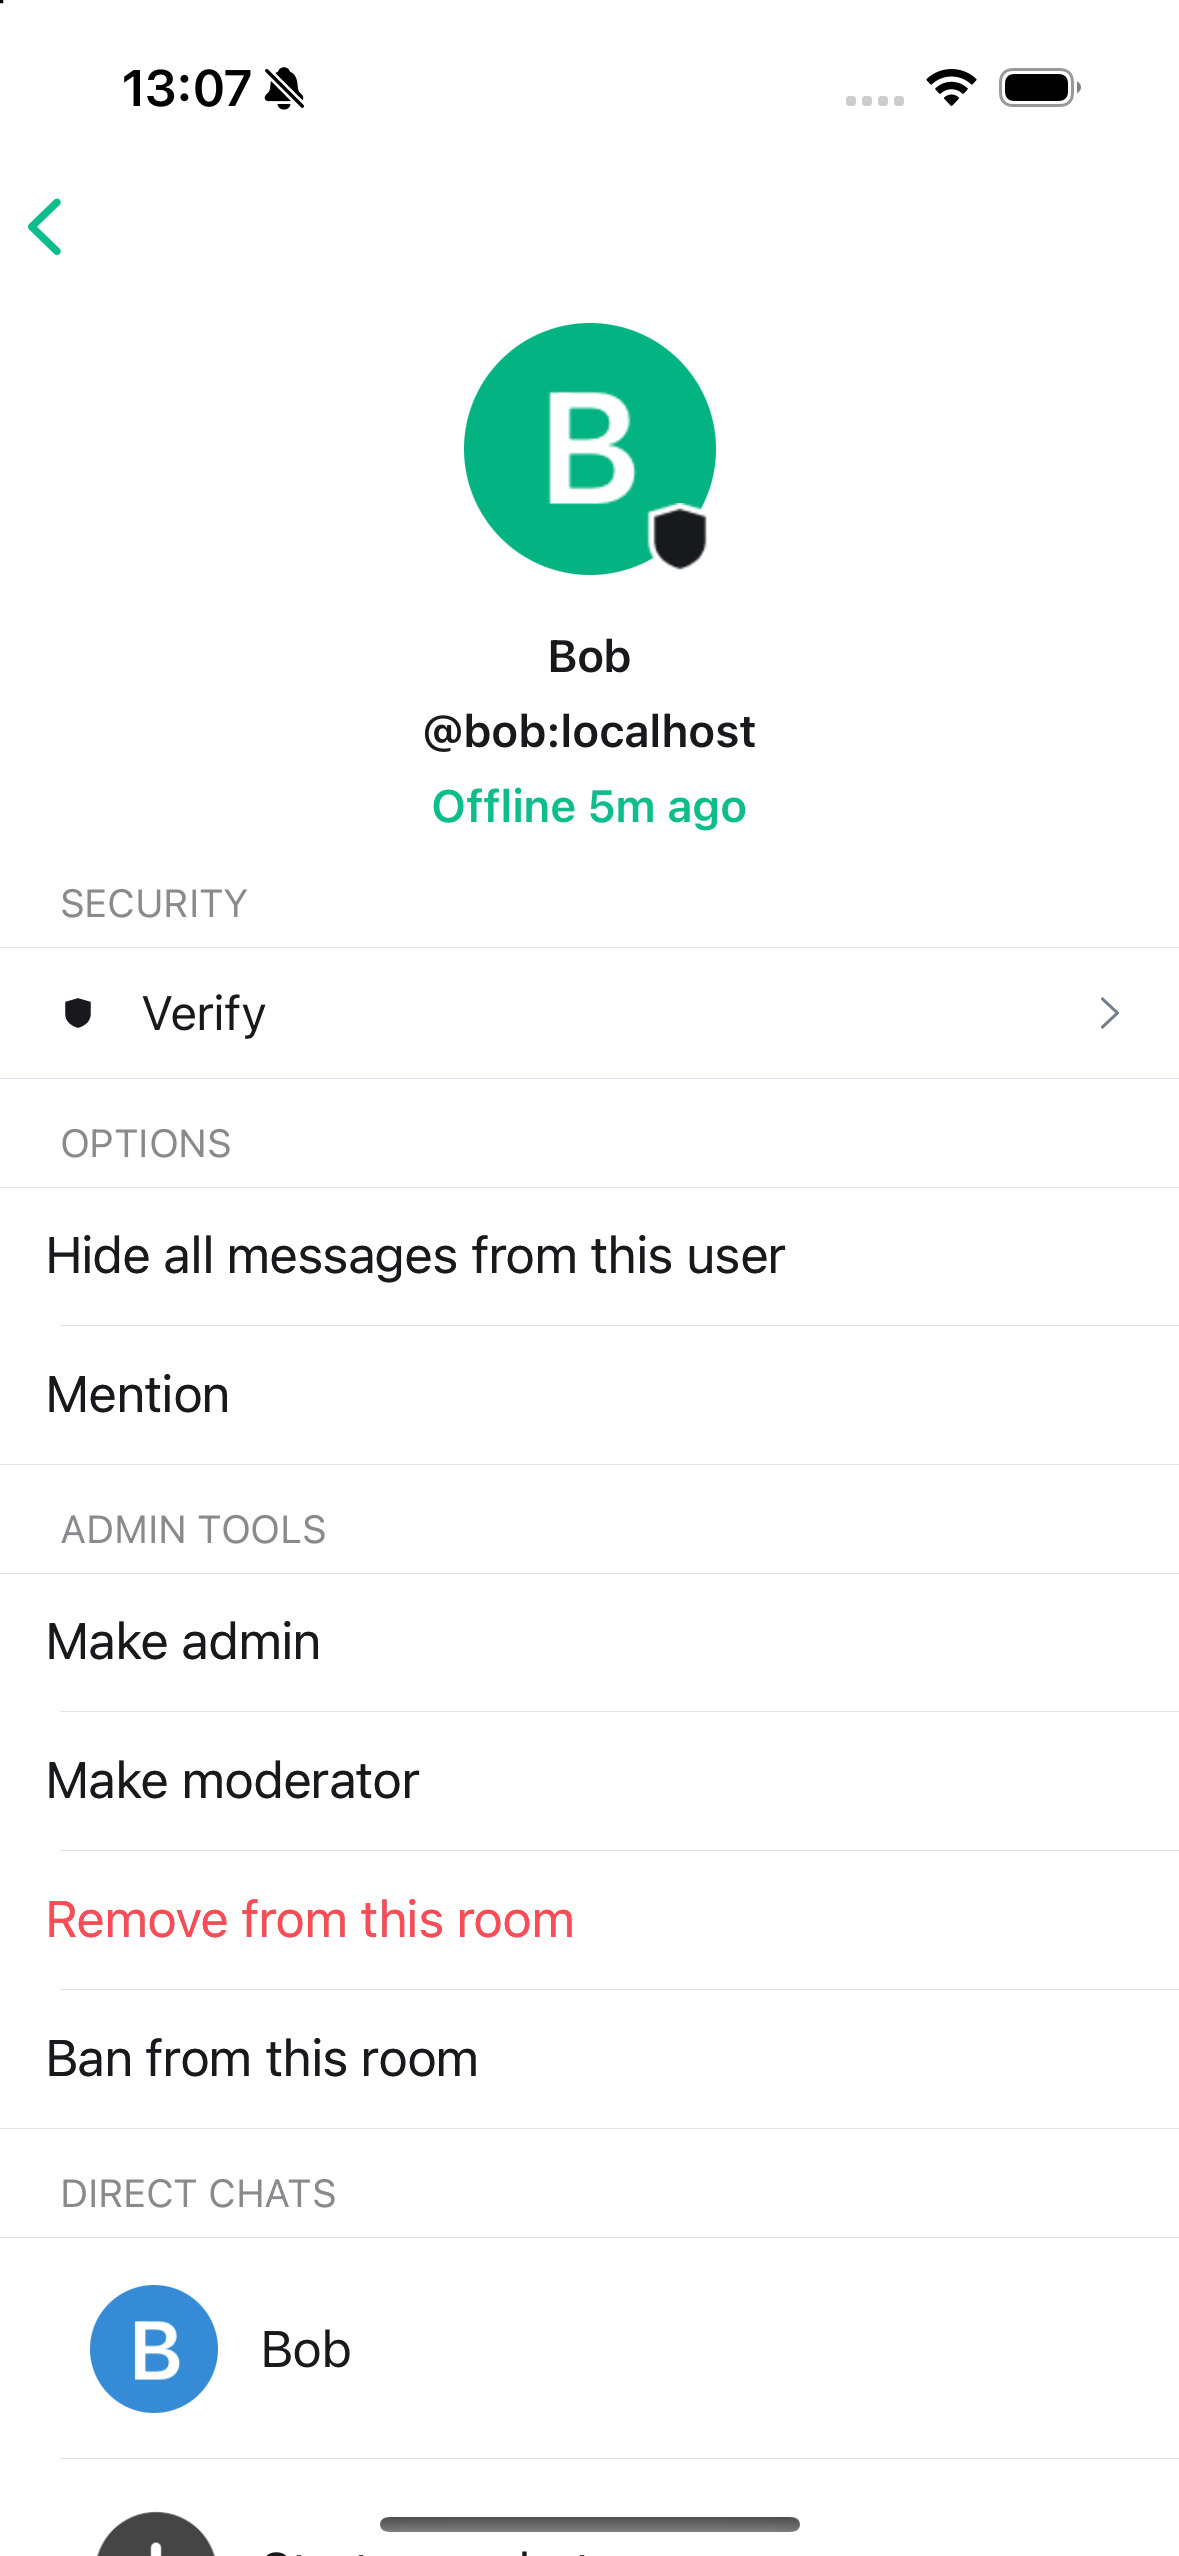 13:07
B
Bob
@bob:localhost
Offline 5m ago
SECURITY
Verify
OPTIONS
Hide all messages from this user
Mention
ADMIN TOOLS
Make admin
Make moderator
Remove from this room
Ban from this room
DIRECT CHATS
B
Bob